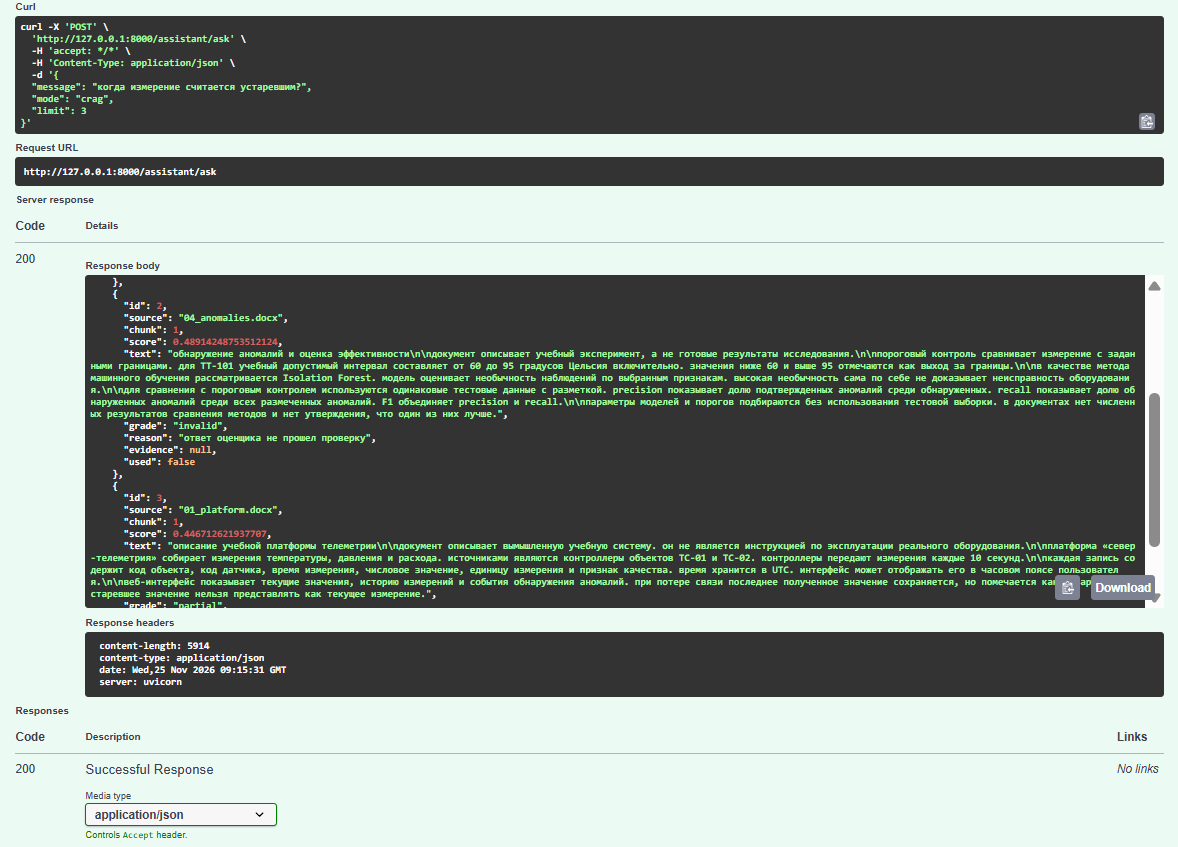 Curl
curl -X 'POST' \
'http://127.0.0.1:8000/assistant/ask' \
-H 'accept: */*' \
-H 'Content-Type: application/json' \
-d '{
"message": "когда измерение считается устаревшим?",
"mode": "crag",
"limit": 3
}'
Request URL
http://127.0.0.1:8000/assistant/ask
Server response
Code Details
200
Response body
},
{
"id": 2,
"source": "04_anomalies.docx",
"chunk": 1,
"score": 0.48914248753512124,
"text": "обнаружение аномалий и оценка эффективности\n\nдокумент описывает учебный эксперимент, а не готовые результаты исследования.\n\nпороговый контроль сравнивает измерение с задан
ными границами. для ТТ-101 учебный допустимый интервал составляет от 60 до 95 градусов Цельсия включительно. значения ниже 60 и выше 95 отмечаются как выход за границы.\n\nв качестве метода
машинного обучения рассматривается Isolation Forest. модель оценивает необычность наблюдений по выбранным признакам. высокая необычность сама по себе не доказывает неисправность оборудовани
я.\n\nдля сравнения с пороговым контролем используются одинаковые тестовые данные с разметкой. precision показывает долю подтвержденных аномалий среди обнаруженных. recall показывает долю об
наруженных аномалий среди всех размеченных аномалий. F1 объединяет precision и recall.\n\nпараметры моделей и порогов подбираются без использования тестовой выборки. в документах нет численн
ых результатов сравнения методов и нет утверждения, что один из них лучше.",
"grade": "invalid",
"reason": "ответ оценщика не прошел проверку",
"evidence": null,
"used": false
},
{
"id": 3,
"source": "01_platform.docx",
"chunk": 1,
"score": 0.446712621937707,
"text": "описание учебной платформы телеметрии\n\nдокумент описывает вымышленную учебную систему. он не является инструкцией по эксплуатации реального оборудования.\n\nплатформа «север
-телеметрия» собирает измерения температуры, давления и расхода. источниками являются контроллеры объектов ТС-01 и ТС-02. контроллеры передают измерения каждые 10 секунд.\n\nкаждая запись со
держит код объекта, код датчика, время измерения, числовое значение, единицу измерения и признак качества. время хранится в UTC. интерфейс может отображать его в часовом поясе пользовател
я.\n\nвеб-интерфейс показывает текущие значения, историю измерений и события обнаружения аномалий. при потере связи последнее полученное значение сохраняется, но помечается
старевшее значение нельзя представлять как текущее измерение.",
"grade": "partial",
Download
Response headers
content-length: 5914
content-type: application/json
date: Wed,25 Nov 2026 09:15:31 GMT
server: uvicorn
Responses
Code Description Links
200 Successful Response No links
Media type
application/json
Controls Accept header.